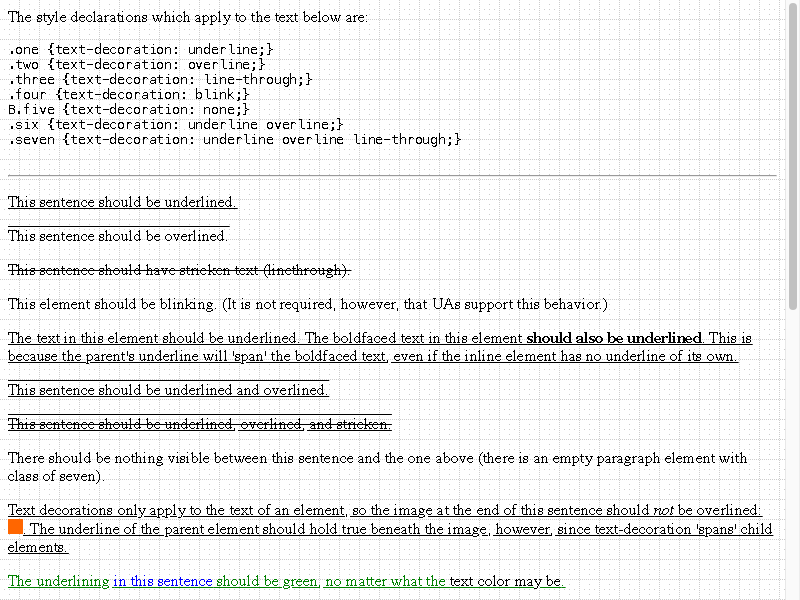 The style declarations which apply to the text below are:
.one {text-decoration: underline;}
.two {text-decoration: overline;}
.three {text-decoration: line-through;}
.four {text-decoration: blink;}
B.five {text-decoration: none;}
.six {text-decoration: underline overline;}
.seven {text-decoration: underline overline line-through;}
This sentence should be underlined.
This sentence should be overlined.
This sentence should have stricken text (linethrough).
This element should be blinking. (It is not required, however, that UAs support this behavior.)
The text in this element should be underlined. The boldfaced text in this element should also be underlined. This is
because the parent's underline will 'span' the boldfaced text, even if the inline element has no underline of its own.
This sentence should be underlined and overlined.
This sentence should be underlined, overlined, and stricken.
There should be nothing visible between this sentence and the one above (there is an empty paragraph element with
class of seven).
Text decorations only apply to the text of an element, so the image at the end of this sentence should not be overlined:
. The underline of the parent element should hold true beneath the image, however, since text-decoration 'spans' child
elements.
The underlining in this sentence should be green, no matter what the text color may be.